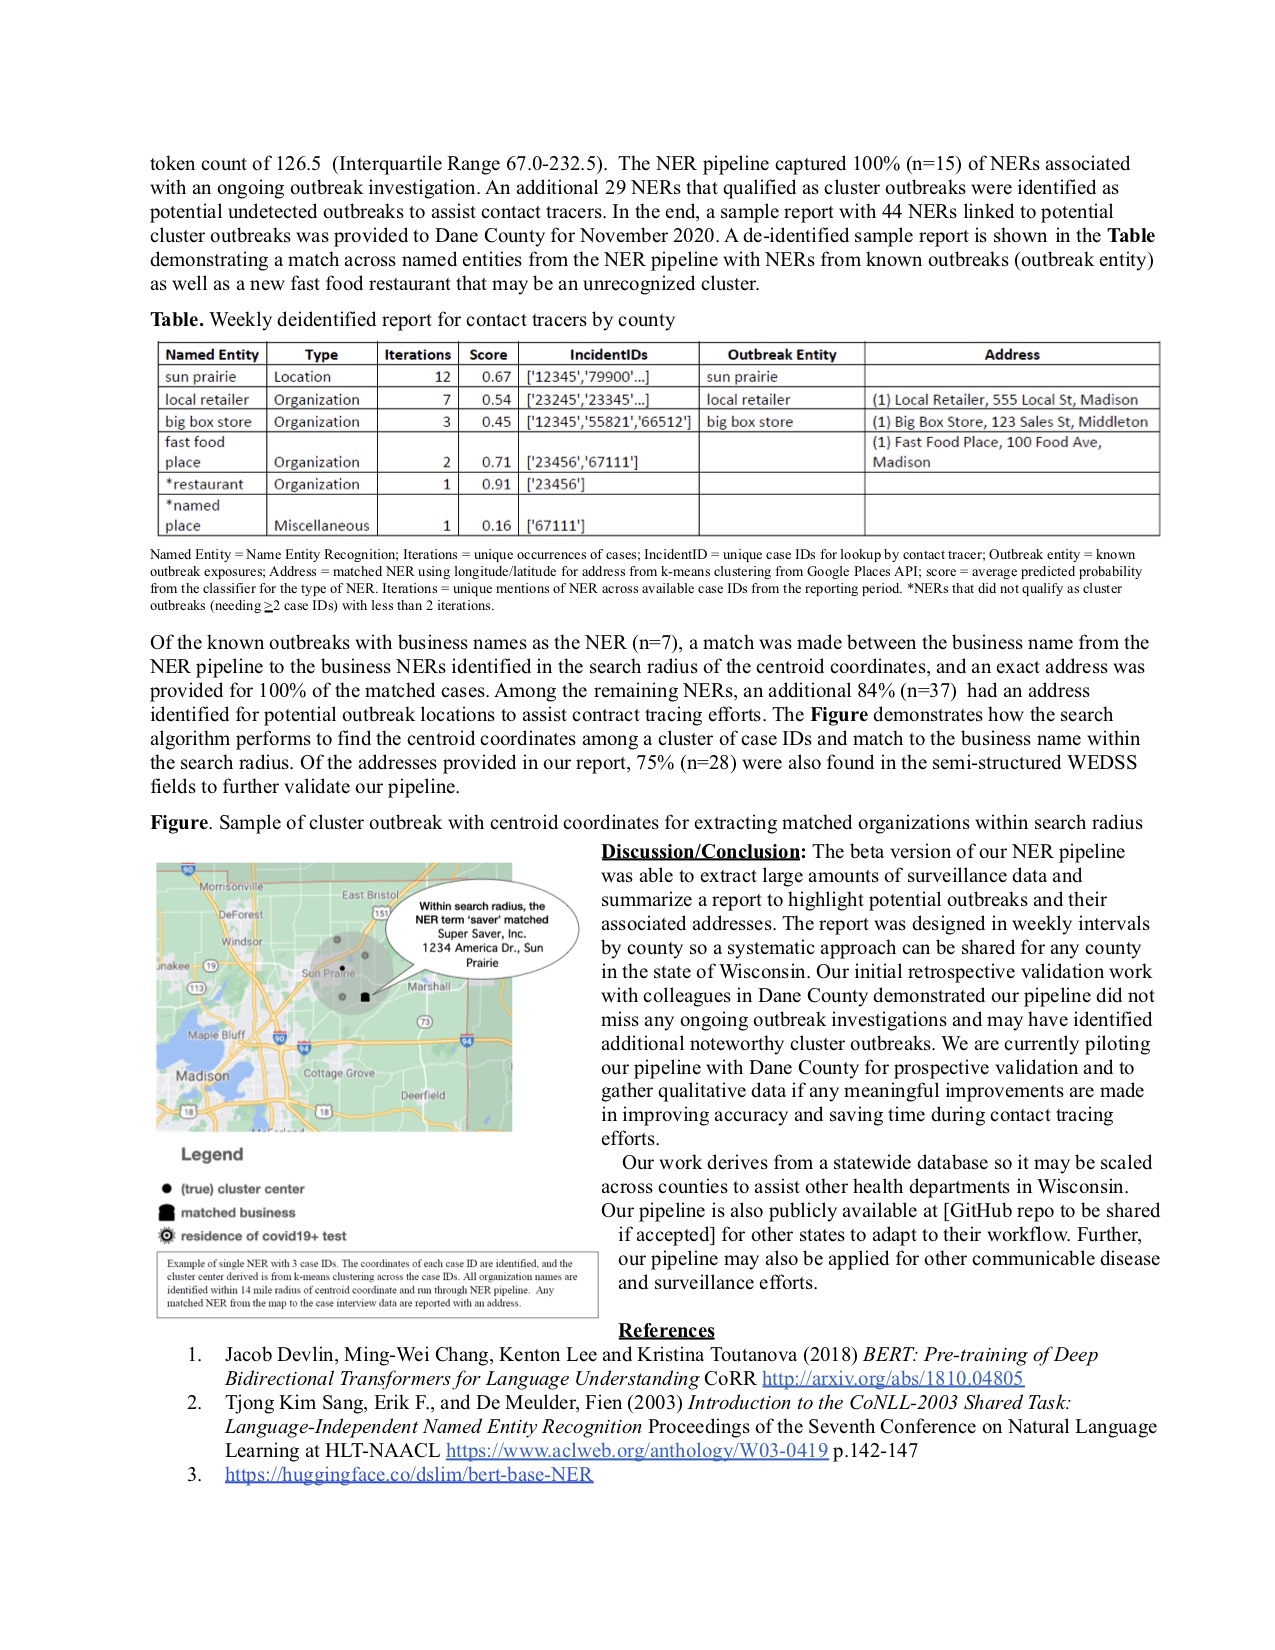 token count of 126.5  (Interquartile Range 67.0-232.5).  The NER pipeline captured 100% (n=15) of NERs associated
with an ongoing outbreak investigation. An additional 29 NERs that qualified as cluster outbreaks were identified as
potential undetected outbreaks to assist contact tracers. In the end, a sample report with 44 NERs linked to potential
cluster outbreaks was provided to Dane County for November 2020. A de-identified sample report is shown in the Table
demonstrating a match across named entities from the NER pipeline with NERs from known outbreaks (outbreak entity)
as well as a new fast food restaurant that may be an unrecognized cluster.
Table. Weekly deidentified report for contact tracers by county
Named Entity Type Iterations Score IncidentIDs Outbreak Entity Address
sun prairie Location 12 0.67 ['12345','79900'...] sun prairie
local retailer Organization 7 0.54 ['23245','23345'...] local retailer (1) Local Retailer, 555 Local St, Madison
big box store Organization 3 0.45 ['12345','55821','66512'] big box store (1) Big Box Store, 123 Sales St, Middleton
fast food (1) Fast Food Place, 100 Food Ave,
place Organization 2 0.71 ['23456','67111'] Madison
*restaurant Organization 1 0.91 ['23456']
*named
place Miscellaneous 1 0.16 ['67111']
Named Entity = Name Entity Recognition; Iterations = unique occurrences of cases; IncidentID = unique case IDs for lookup by contact tracer; Outbreak entity = known
outbreak exposures; Address = matched NER using longitude/latitude for address from k-means clustering from Google Places API; score = average predicted probability
from the classifier for the type of NER. Iterations = unique mentions of NER across available case IDs from the reporting period. *NERs that did not qualify as cluster
outbreaks (needing ≥2 case IDs) with less than 2 iterations.
Of the known outbreaks with business names as the NER (n=7), a match was made between the business name from the
NER pipeline to the business NERs identified in the search radius of the centroid coordinates, and an exact address was
provided for 100% of the matched cases. Among the remaining NERs, an additional 84% (n=37)  had an address
identified for potential outbreak locations to assist contract tracing efforts. The Figure demonstrates how the search
algorithm performs to find the centroid coordinates among a cluster of case IDs and match to the business name within
the search radius. Of the addresses provided in our report, 75% (n=28) were also found in the semi-structured WEDSS
fields to further validate our pipeline.
Figure. Sample of cluster outbreak with centroid coordinates for extracting matched organizations within search radius
90
Morrisonville
East Bristol
DeForest
151
Windsor
unakee
19
Sun Prairie
113
Marshall
73
Maple Bluff
90
94
94
Madison
Cottage Grove
Deerfield
18
18
Within search radius, the
NER term 'saver' matched
Super Saver, Inc.
1234 America Dr., Sun
Prairie
Legend
(true) cluster center
matched business
residence of covid19+ test
Example of single NER with 3 case IDs. The coordinates of each case ID are identified, and the
cluster center derived is from k-means clustering across the case IDs. All organization names are
identified within 14 mile radius of centroid coordinate and run through NER pipeline.  Any
matched NER from the map to the case interview data are reported with an address.
Discussion/Conclusion: The beta version of our NER pipeline
was able to extract large amounts of surveillance data and
summarize a report to highlight potential outbreaks and their
associated addresses. The report was designed in weekly intervals
by county so a systematic approach can be shared for any county
in the state of Wisconsin. Our initial retrospective validation work
with colleagues in Dane County demonstrated our pipeline did not
miss any ongoing outbreak investigations and may have identified
additional noteworthy cluster outbreaks. We are currently piloting
our pipeline with Dane County for prospective validation and to
gather qualitative data if any meaningful improvements are made
in improving accuracy and saving time during contact tracing
efforts.
Our work derives from a statewide database so it may be scaled
across counties to assist other health departments in Wisconsin.
Our pipeline is also publicly available at [GitHub repo to be shared
if accepted] for other states to adapt to their workflow. Further,
our pipeline may also be applied for other communicable disease
and surveillance efforts.
References
1. Jacob Devlin, Ming-Wei Chang, Kenton Lee and Kristina Toutanova (2018) BERT: Pre-training of Deep
Bidirectional Transformers for Language Understanding CoRR http://arxiv.org/abs/1810.04805
2. Tjong Kim Sang, Erik F., and De Meulder, Fien (2003) Introduction to the CoNLL-2003 Shared Task:
Language-Independent Named Entity Recognition Proceedings of the Seventh Conference on Natural Language
Learning at HLT-NAACL https://www.aclweb.org/anthology/W03-0419 p.142-147
3. https://huggingface.co/dslim/bert-base-NER